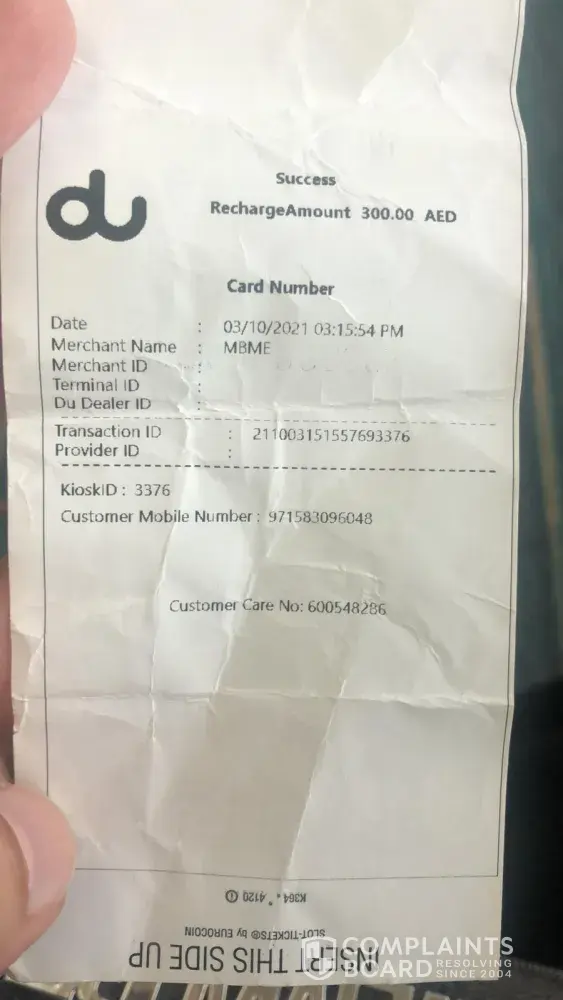 du
Success
RechargeAmount 300.00 AED
Card Number
Date : 03/10/2021 03:15:54 PM
Merchant Name : MBME
Merchant ID :
Terminal ID :
Du Dealer ID :
Transaction ID : 211003151557693376
Provider ID :
KioskID : 3376
Customer Mobile Number : 971583096048
Customer Care No: 600548286
SLOT-TICKETS® by EUROCOIN
INSERT THIS SIDE UP
COMPLAINTS
BOARD
RESOLVING
SINCE 2004